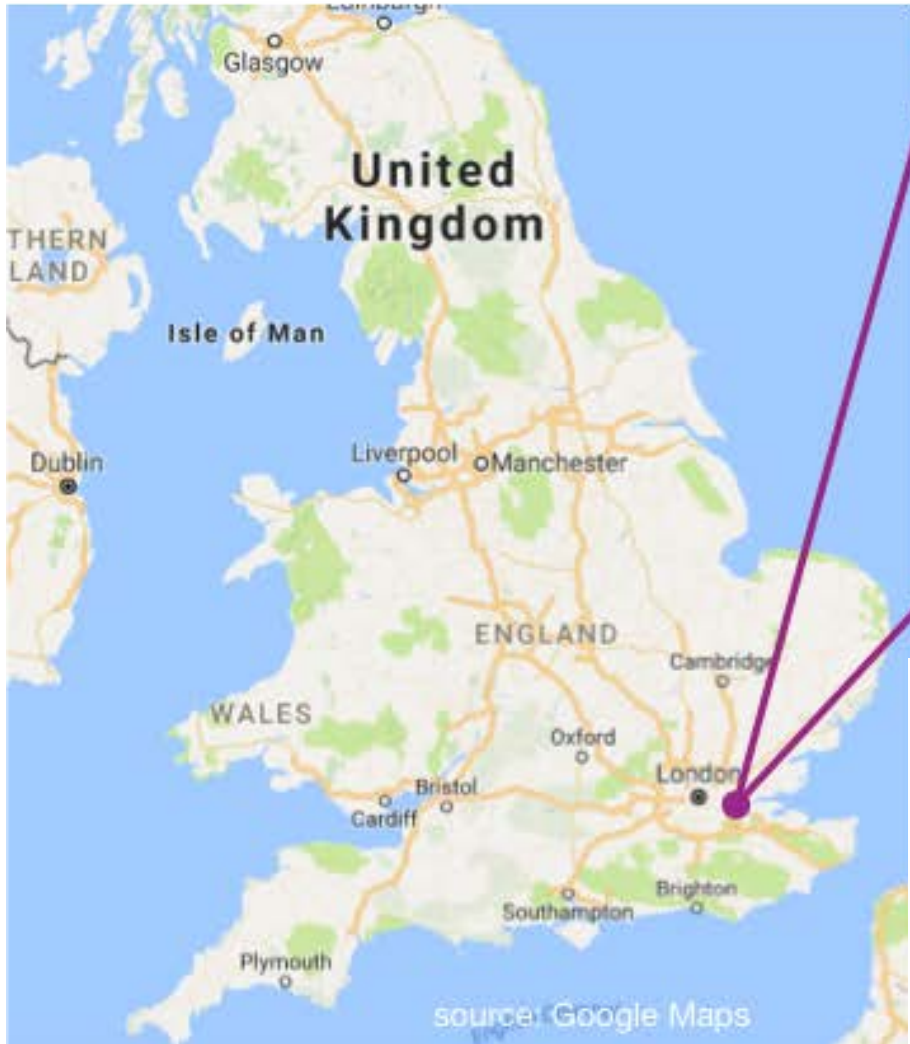 Edinburgh
Glasgow
United
Kingdom
THERN
LAND
Isle of Man
Dublin
Liverpool
Manchester
ENGLAND
Cambridge
WALES
Oxford
London
Bristol
Cardiff
Brighton
Southampton
Plymouth
source: Google Maps